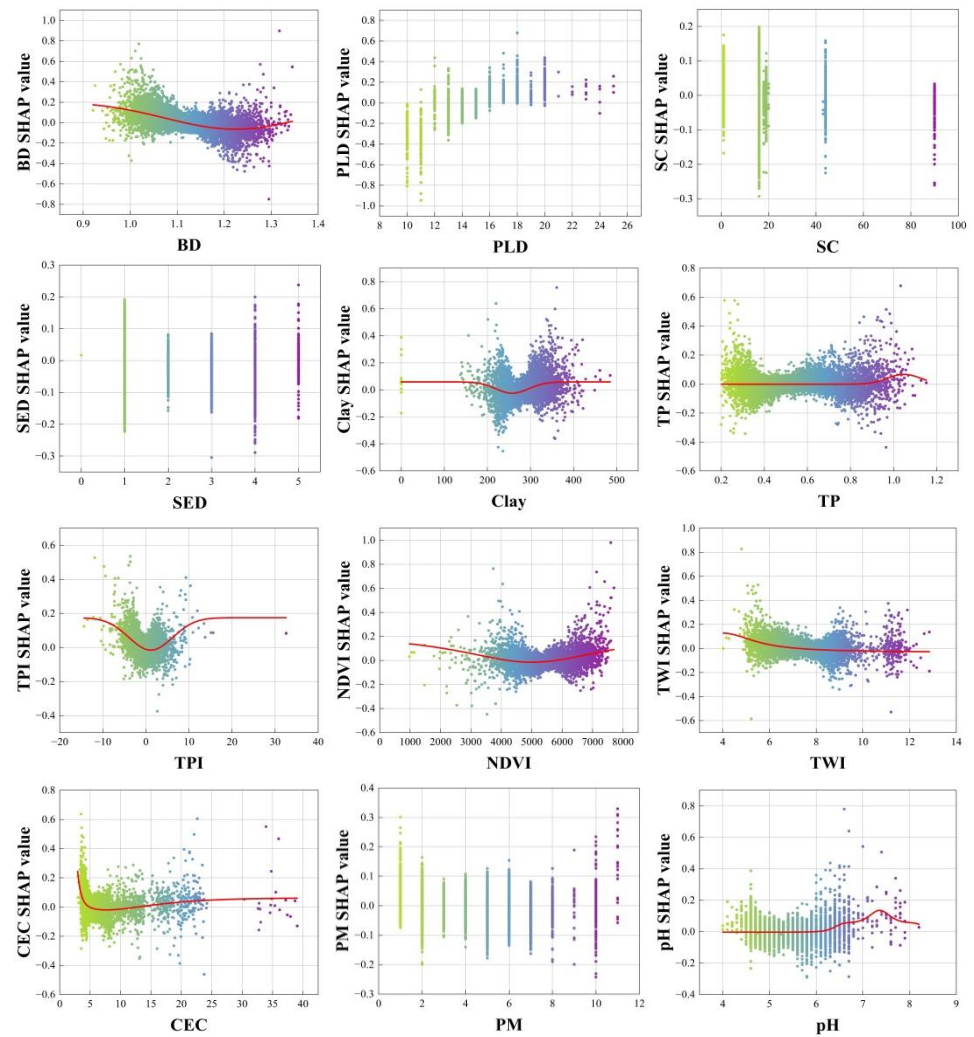 BD SHAP value
1.0
0.8
0.6
0.4
0.2
0.0
−0.2
−0.4
−0.6
−0.8
0.9 1.0 1.1 1.2 1.3 1.4
BD
PLD SHAP value
1.0
0.8
0.6
0.4
0.2
0.0
−0.2
−0.4
−0.6
−0.8
−1.0
8 10 12 14 16 18 20 22 24 26
PLD
SC SHAP value
0.2
0.1
0.0
−0.1
−0.2
−0.3
0 20 40 60 80 100
SC
SED SHAP value
0.3
0.2
0.1
0.0
−0.1
−0.2
−0.3
0 1 2 3 4 5
SED
Clay SHAP value
0.8
0.6
0.4
0.2
0.0
−0.2
−0.4
−0.6
0 100 200 300 400 500
Clay
TP SHAP value
0.8
0.6
0.4
0.2
0.0
−0.2
−0.4
−0.6
0.2 0.4 0.6 0.8 1.0 1.2
TP
TPI SHAP value
0.6
0.4
0.2
0.0
−0.2
−0.4
−20 −10 0 10 20 30 40
TPI
NDVI SHAP value
1.0
0.8
0.6
0.4
0.2
0.0
−0.2
−0.4
−0.6
1000 2000 3000 4000 5000 6000 7000 8000
NDVI
TWI SHAP value
1.0
0.8
0.6
0.4
0.2
0.0
−0.2
−0.4
−0.6
4 6 8 10 12 14
TWI
CEC SHAP value
0.8
0.6
0.4
0.2
0.0
−0.2
−0.4
−0.6
0 5 10 15 20 25 30 35 40
CEC
PM SHAP value
0.4
0.3
0.2
0.1
0.0
−0.1
−0.2
−0.3
0 2 4 6 8 10 12
PM
pH SHAP value
1.0
0.8
0.6
0.4
0.2
0.0
−0.2
−0.4
4 5 6 7 8 9
pH